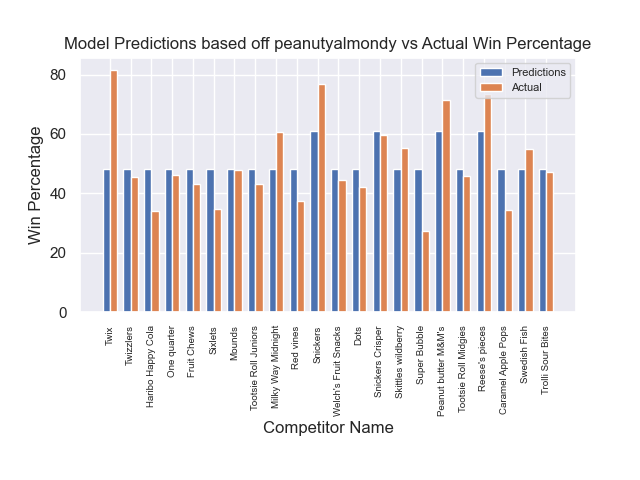 Model Predictions based off peanutyalmondy vs Actual Win Percentage
Predictions
Actual
Win Percentage
80
60
40
20
0
Twix
Twizzlers
Haribo Happy Cola
One quarter
Fruit Chews
Sixlets
Mounds
Tootsie Roll Juniors
Milky Way Midnight
Red vines
Snickers
Welch's Fruit Snacks
Dots
Snickers Crisper
Skittles wildberry
Super Bubble
Peanut butter M&M's
Tootsie Roll Midgies
Reese's pieces
Caramel Apple Pops
Swedish Fish
Trolli Sour Bites
Competitor Name